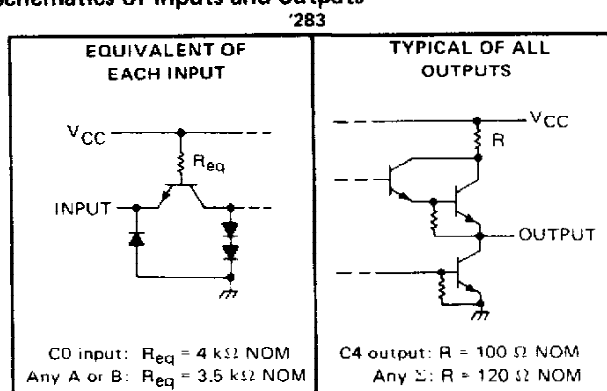 Schematics of Inputs and Outputs
'283
EQUIVALENT OF
EACH INPUT
VCC
Req
INPUT
C0 input: Req = 4 kΩ NOM
Any A or B: Req = 3.5 kΩ NOM
TYPICAL OF ALL
OUTPUTS
VCC
R
OUTPUT
C4 output: R = 100 Ω NOM
Any Σ: R = 120 Ω NOM